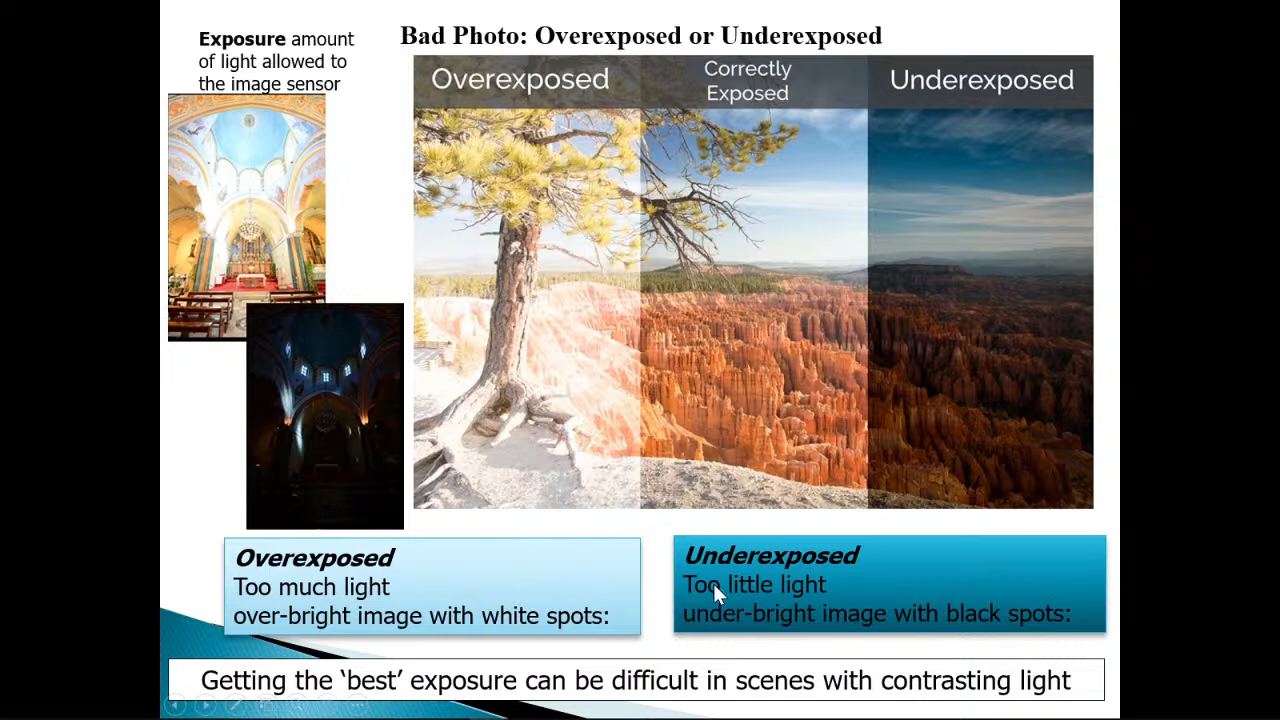 Exposure amount
of light allowed to
the image sensor
Bad Photo: Overexposed or Underexposed
Overexposed
Correctly
Exposed
Underexposed
Overexposed
Too much light
over-bright image with white spots:
Underexposed
Too little light
under-bright image with black spots:
Getting the ‘best’ exposure can be difficult in scenes with contrasting light